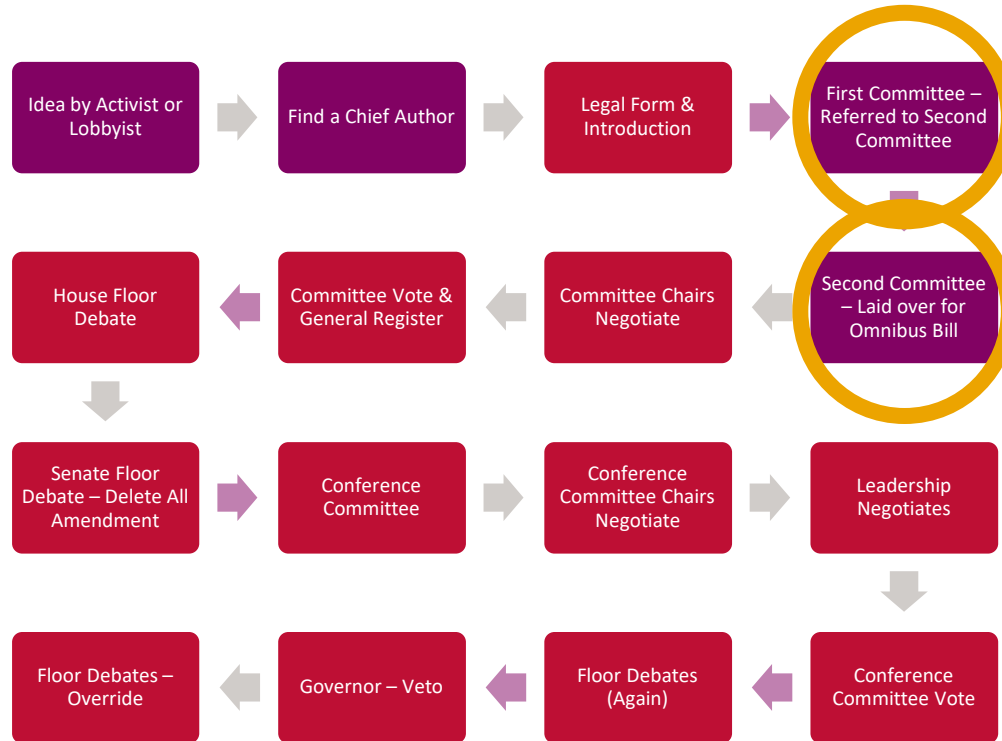 Idea by Activist or
Lobbyist
Find a Chief Author
Legal Form &
Introduction
First Committee –
Referred to Second
Committee
Second Committee
– Laid over for
Omnibus Bill
Committee Chairs
Negotiate
Committee Vote &
General Register
House Floor
Debate
Senate Floor
Debate – Delete All
Amendment
Conference
Committee
Conference
Committee Chairs
Negotiate
Leadership
Negotiates
Conference
Committee Vote
Floor Debates
(Again)
Governor – Veto
Floor Debates –
Override